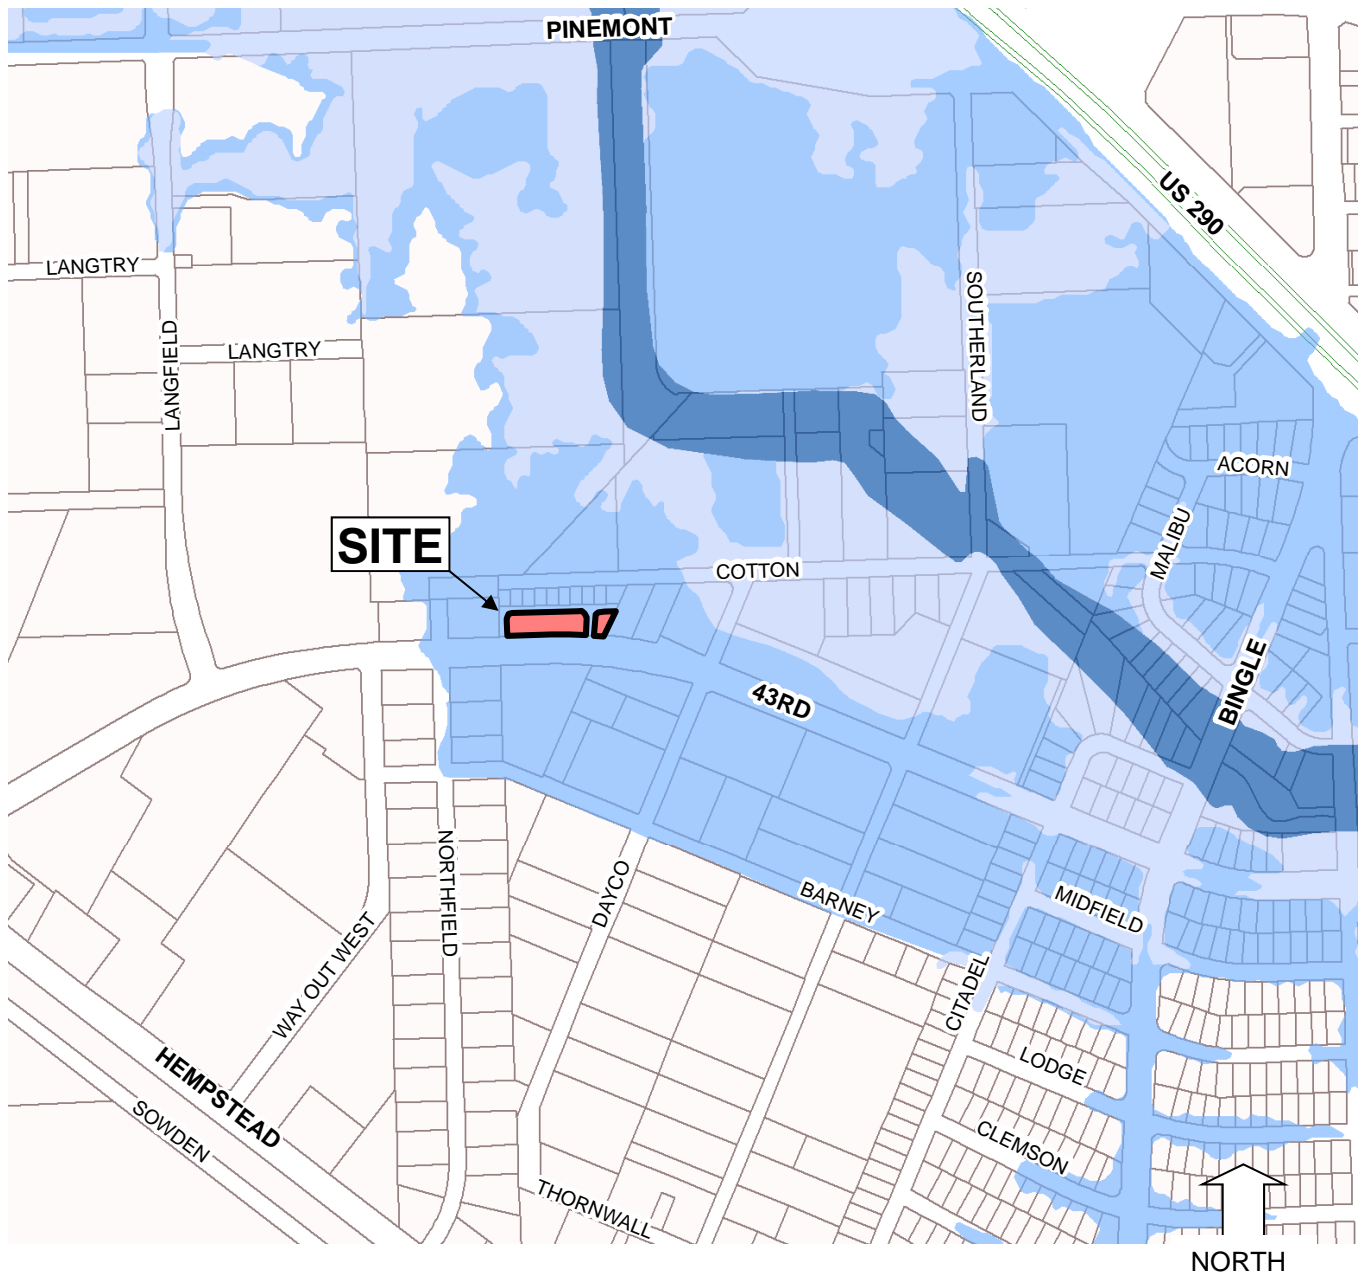 PINEMONT
US 290
LANGTRY
SOUTHERLAND
LANGFIELD
LANGTRY
ACORN
MALIBU
SITE
COTTON
BINGLE
43RD
NORTHFIELD
DAYCO
BARNEY
MIDFIELD
WAY OUT WEST
CITADEL
HEMPSTEAD
LODGE
SOWDEN
CLEMSON
THORNWALL
NORTH